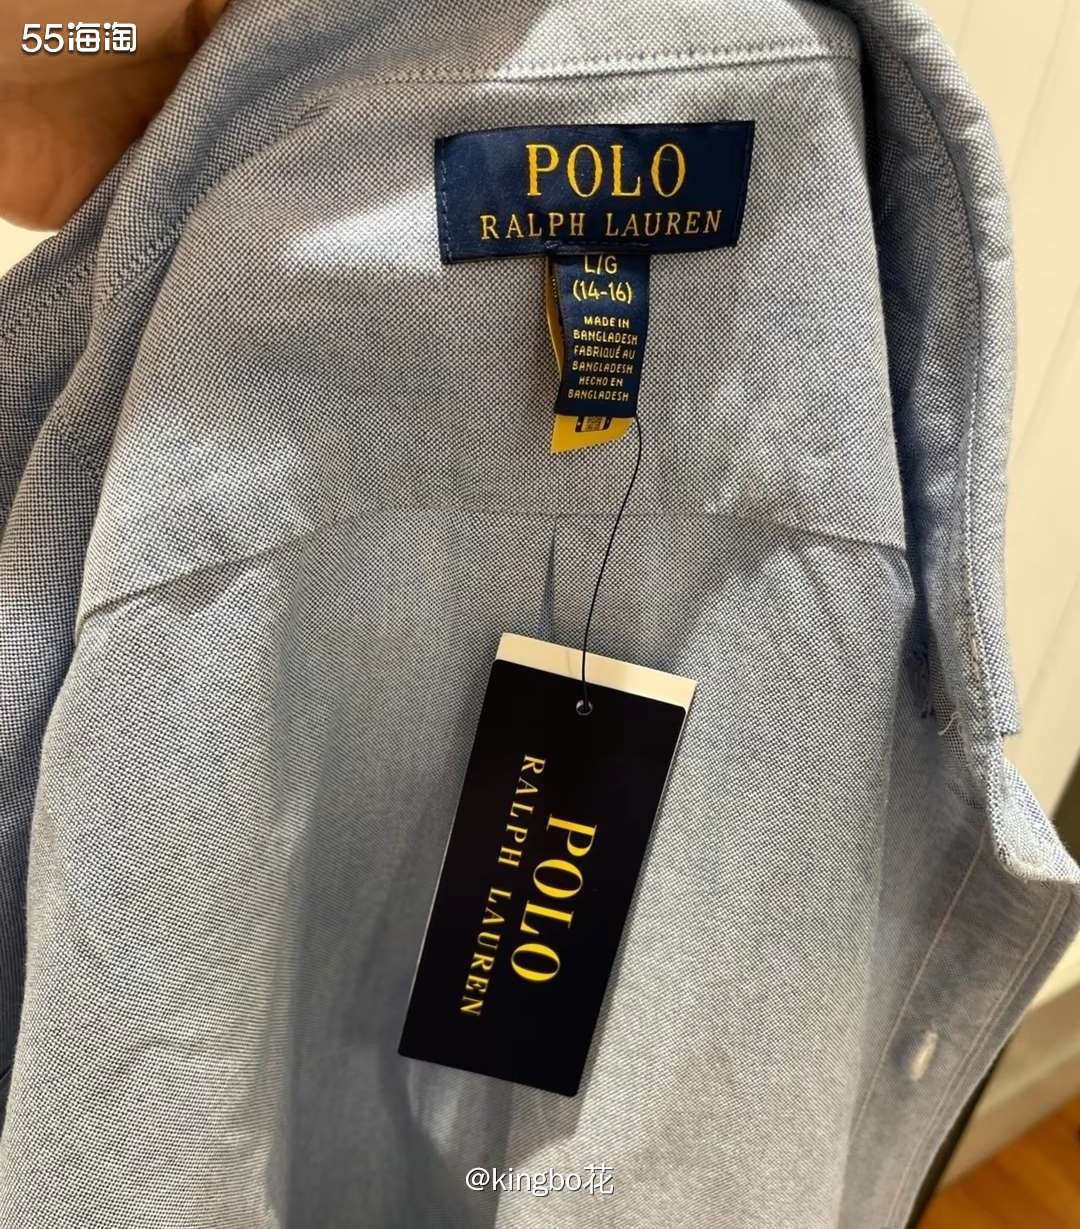 55海淘
POLO
RALPH LAUREN
L/G
(14-16)
MADE IN
BANGLADESH
FABRIQUÉ AU
BANGLADESH
HECHO EN
BANGLADESH
POLO
RALPH LAUREN
@kingbo花